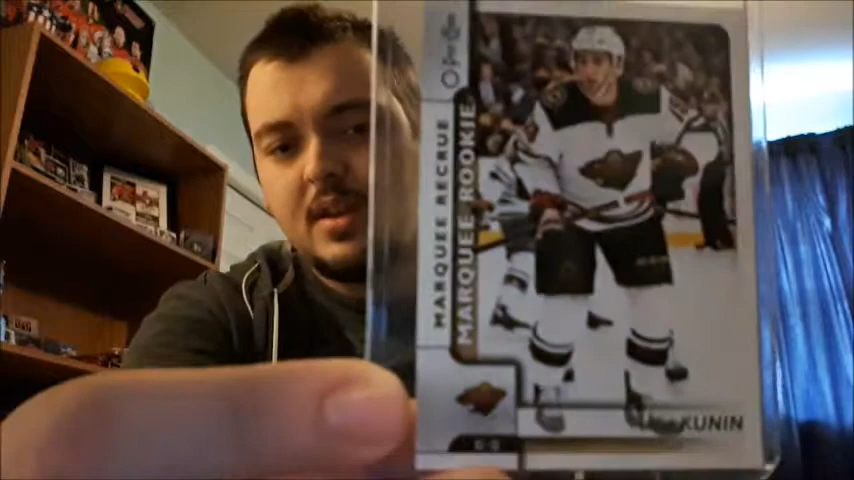 O-Pee-Chee
MARQUEE RECRUE
MARQUEE ROOKIE
KUNIN